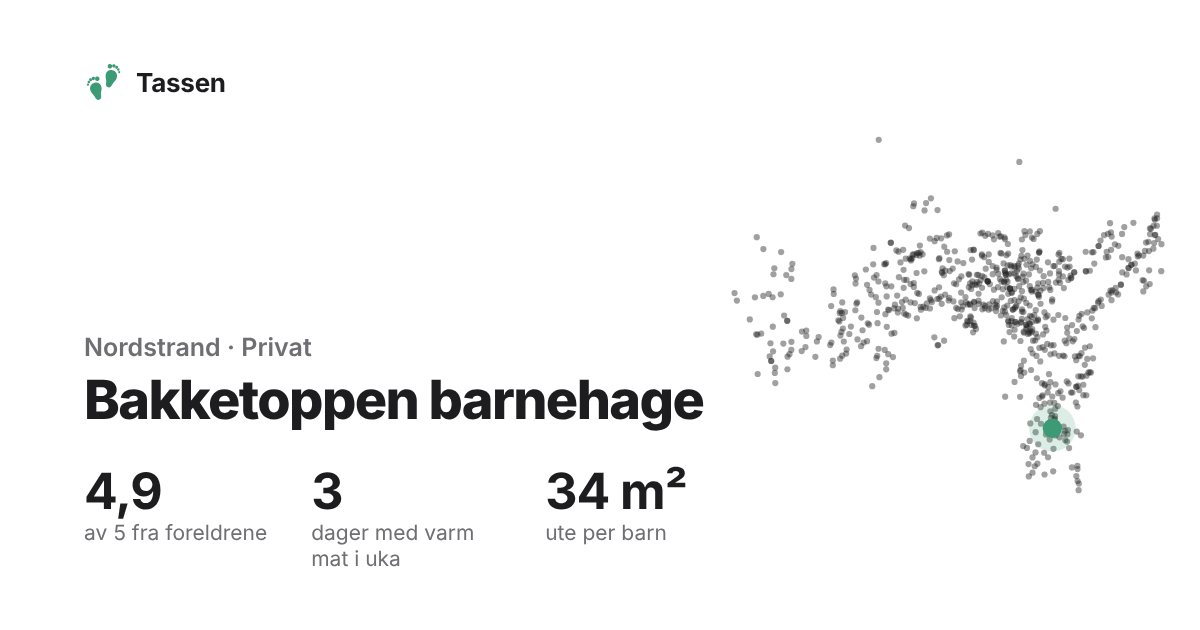 Tassen
Nordstrand · Privat
Bakketoppen barnehage
4,9
av 5 fra foreldrene
3
dager med varm
mat i uka
34 m²
ute per barn